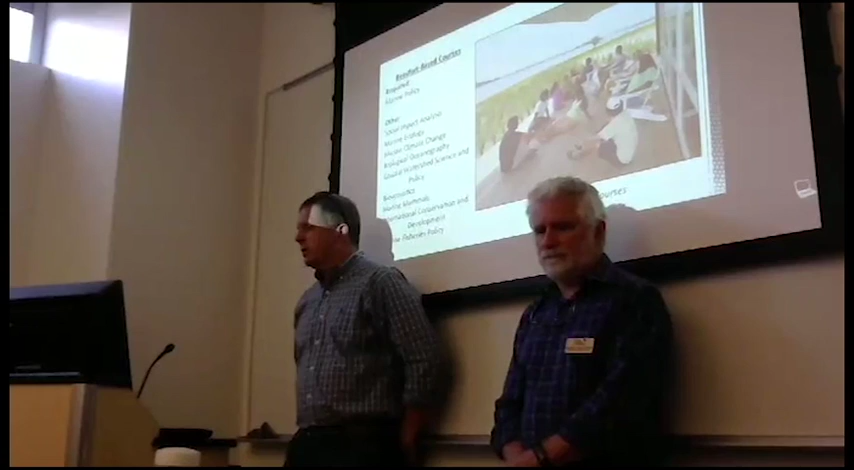 Beaufort-Based Courses
Required:
Marine Policy
Other:
Social Impact Analysis
Marine Ecology
Climate Change
Biological Oceanography
Coastal Watershed Science and
Policy
Marine Mammals
International Conservation and
Development
Fisheries Policy
courses